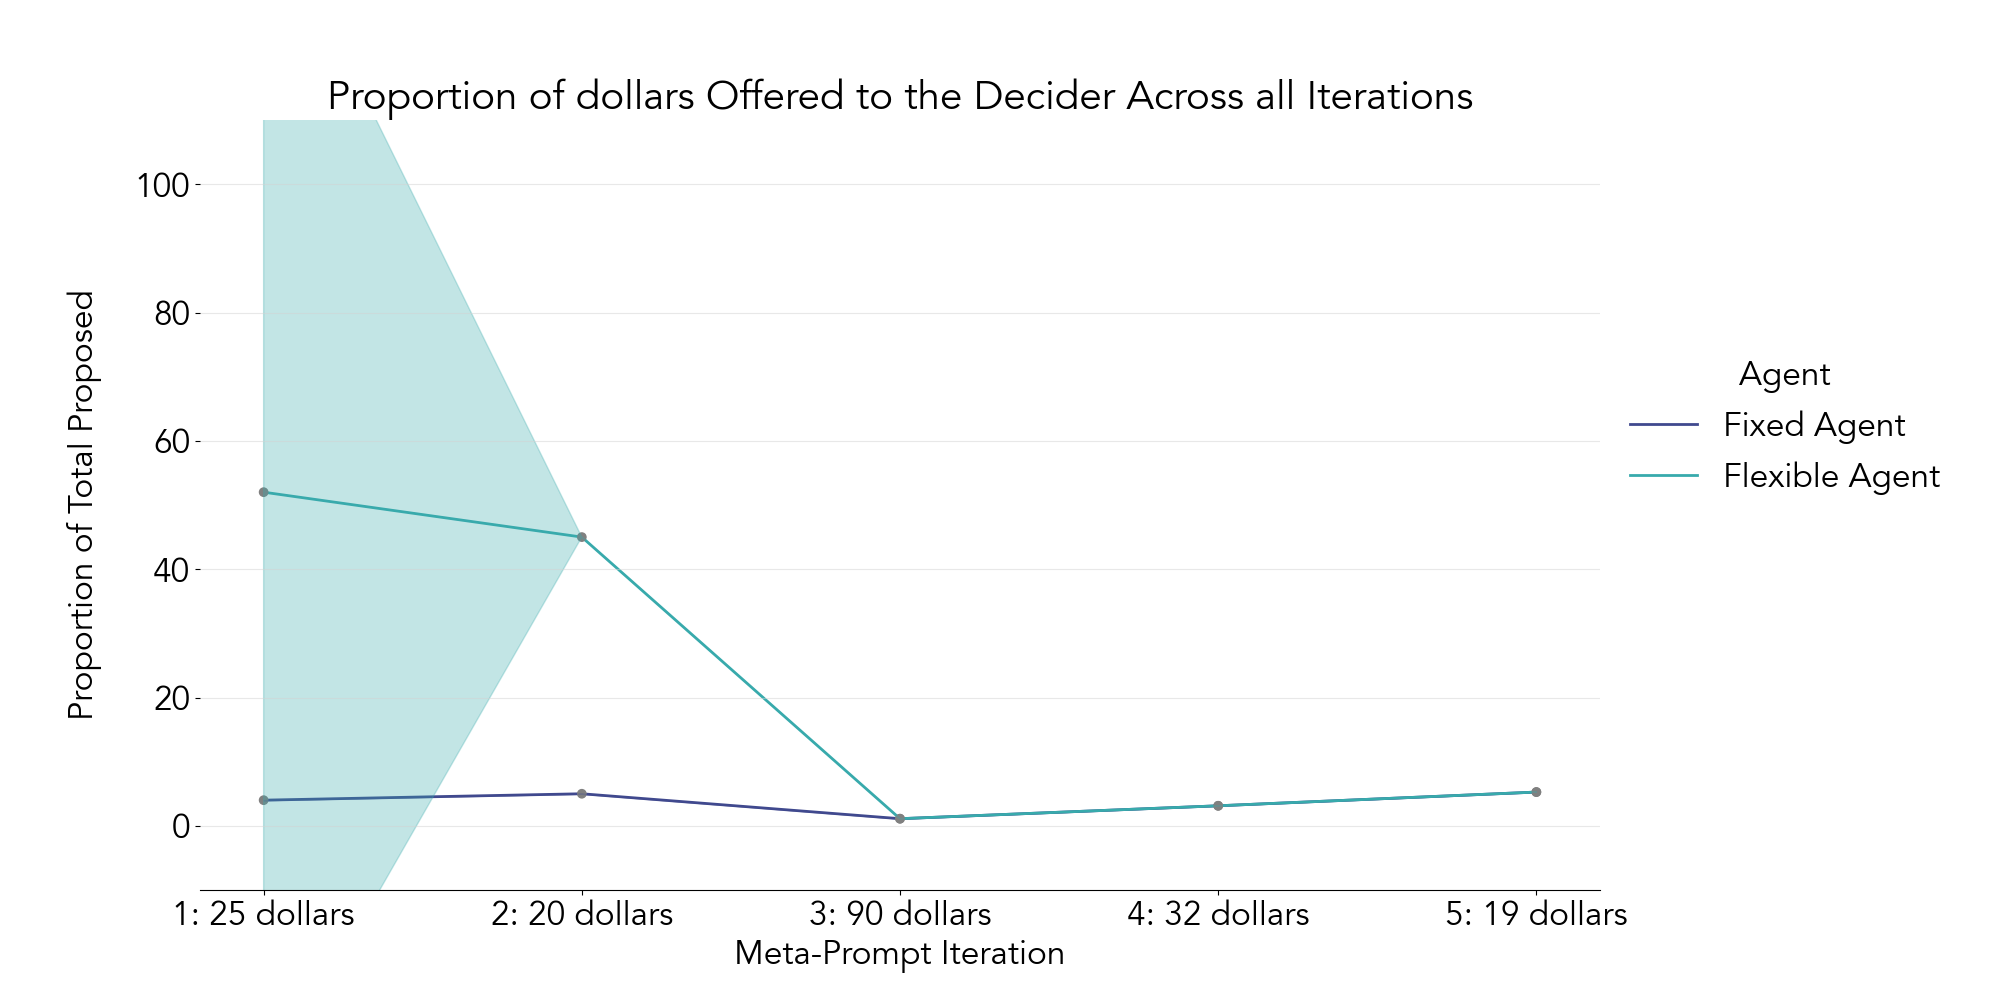 Proportion of dollars Offered to the Decider Across all Iterations
100
80
60
40
20
0
Proportion of Total Proposed
1: 25 dollars
2: 20 dollars
3: 90 dollars
4: 32 dollars
5: 19 dollars
Meta-Prompt Iteration
Agent
Fixed Agent
Flexible Agent